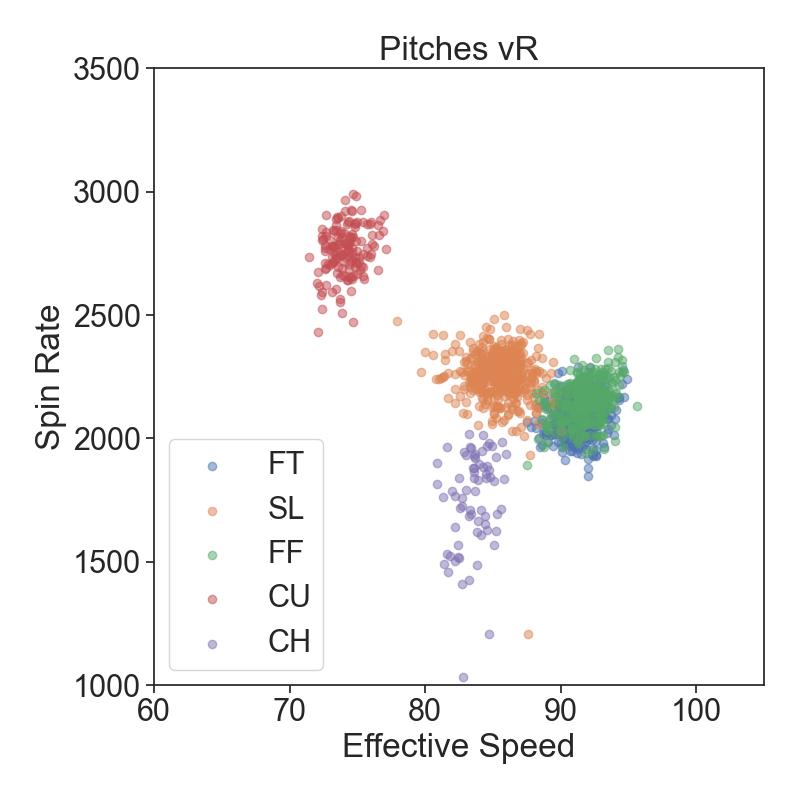 Pitches vR
3500
3000
2500
2000
1500
1000
Spin Rate
FT
SL
FF
CU
CH
60 70 80 90 100
Effective Speed